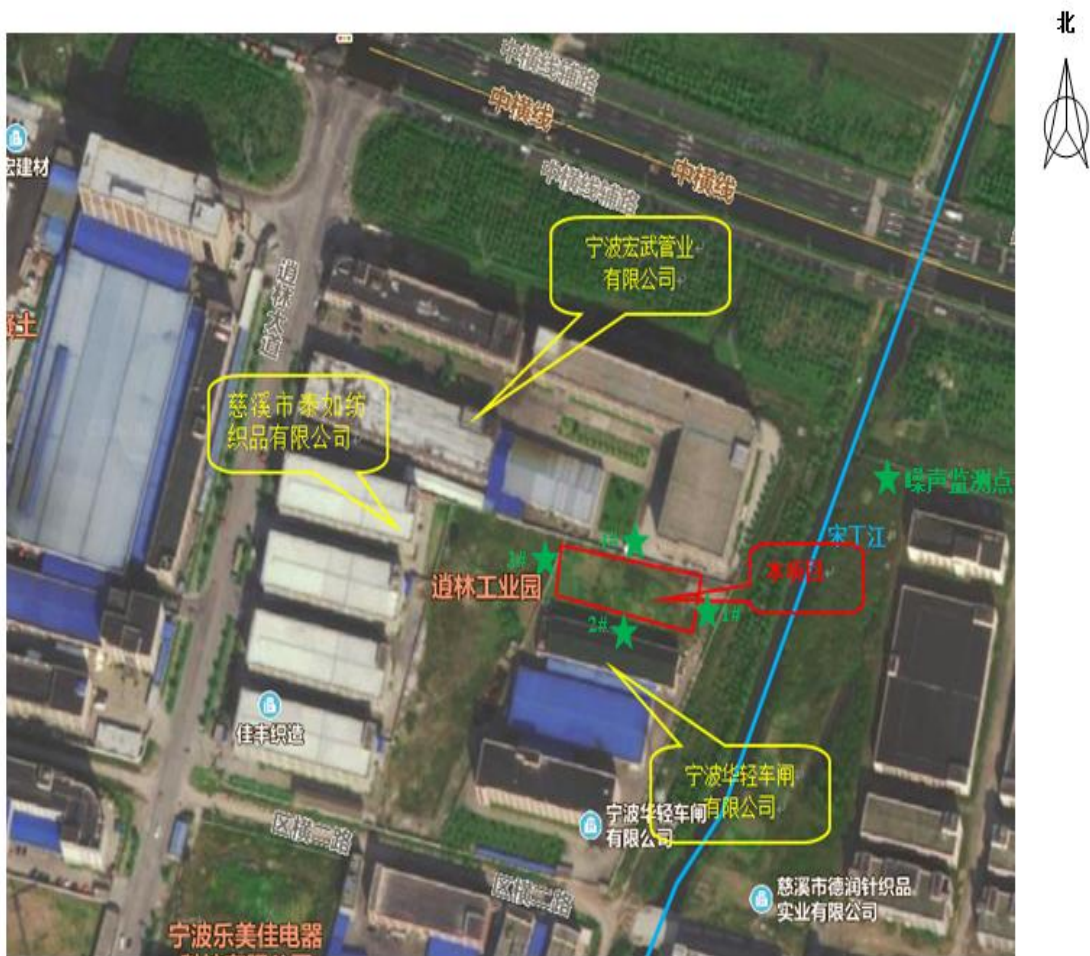 北
中横线辅路
中横线
中横线辅路
中横线
宏建材
宁波宏武管业
有限公司
逍林大道
慈溪市泰如纺
织品有限公司
噪声监测点
宋丁江
3#
逍林工业园
2#
1#
佳丰织造
宁波华轻车闸
有限公司
宁波华轻车闸
有限公司
区横二路
区横二路
慈溪市德润针织品
实业有限公司
宁波乐美佳电器